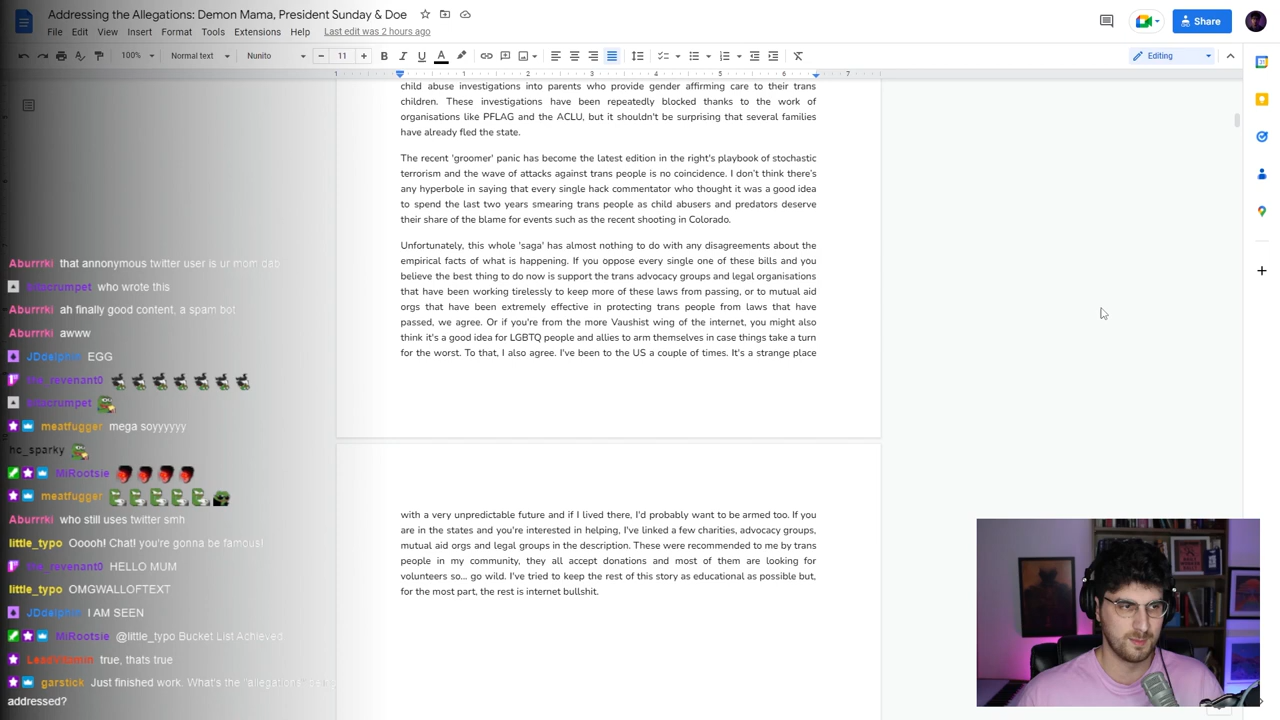 Addressing the Allegations: Demon Mama, President Sunday & Doe
File Edit View Insert Format Tools Extensions Help Last edit was 2 hours ago
Share
100% Normal text Nunito 11 Editing
1 1 2 3 4 5 6 7
child abuse investigations into parents who provide gender affirming care to their trans
children. These investigations have been repeatedly blocked thanks to the work of
organisations like PFLAG and the ACLU, but it shouldn't be surprising that several families
have already fled the state.
The recent 'groomer' panic has become the latest edition in the right's playbook of stochastic
terrorism and the wave of attacks against trans people is no coincidence. I don't think there's
any hyperbole in saying that every single hack commentator who thought it was a good idea
to spend the last two years smearing trans people as child abusers and predators deserve
their share of the blame for events such as the recent shooting in Colorado.
Unfortunately, this whole 'saga' has almost nothing to do with any disagreements about the
empirical facts of what is happening. If you oppose every single one of these bills and you
believe the best thing to do now is support the trans advocacy groups and legal organisations
that have been working tirelessly to keep more of these laws from passing, or to mutual aid
orgs that have been extremely effective in protecting trans people from laws that have
passed, we agree. Or if you're from the more Vaushist wing of the internet, you might also
think it's a good idea for LGBTQ people and allies to arm themselves in case things take a turn
for the worst. To that, I also agree. I've been to the US a couple of times. It's a strange place
with a very unpredictable future and if I lived there, I'd probably want to be armed too. If you
are in the states and you're interested in helping, I've linked a few charities, advocacy groups,
mutual aid orgs and legal groups in the description. These were recommended to me by trans
people in my community, they all accept donations and most of them are looking for
volunteers so... go wild. I've tried to keep the rest of this story as educational as possible but,
for the most part, the rest is internet bullshit.
Aburrrki that annonymous twitter user is ur mom dab
who wrote this
Aburrrki ah finally good content, a spam bot
Aburrrki awww
JDdelphin EGG
the_revenant0
meatfugger mega soyyyyyy
hc_sparky
MiRootsie
meatfugger
Aburrrki who still uses twitter smh
little_typo Ooooh! Chat! you're gonna be famous!
the_revenant0 HELLO MUM
little_typo OMGWALLOFTEXT
JDdelphin I AM SEEN
MiRootsie @little_typo Bucket List Achieved
LeadVitamin true, thats true
garstick Just finished work. What's the "allegations"
addressed?